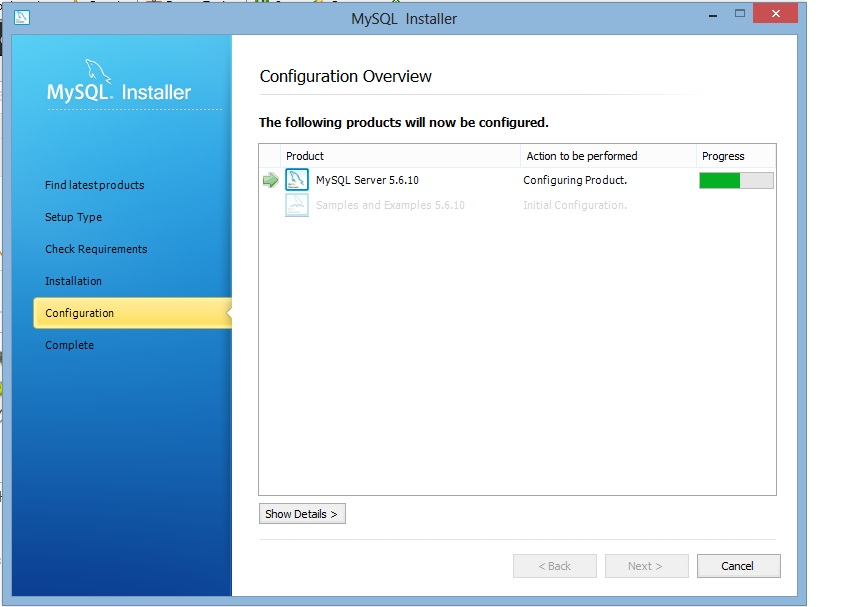 MySQL Installer
MySQL. Installer
Find latest products
Setup Type
Check Requirements
Installation
Configuration
Complete
Configuration Overview
The following products will now be configured.
Product Action to be performed Progress
MySQL Server 5.6.10 Configuring Product.
Samples and Examples 5.6.10 Initial Configuration.
Show Details >
< Back Next > Cancel